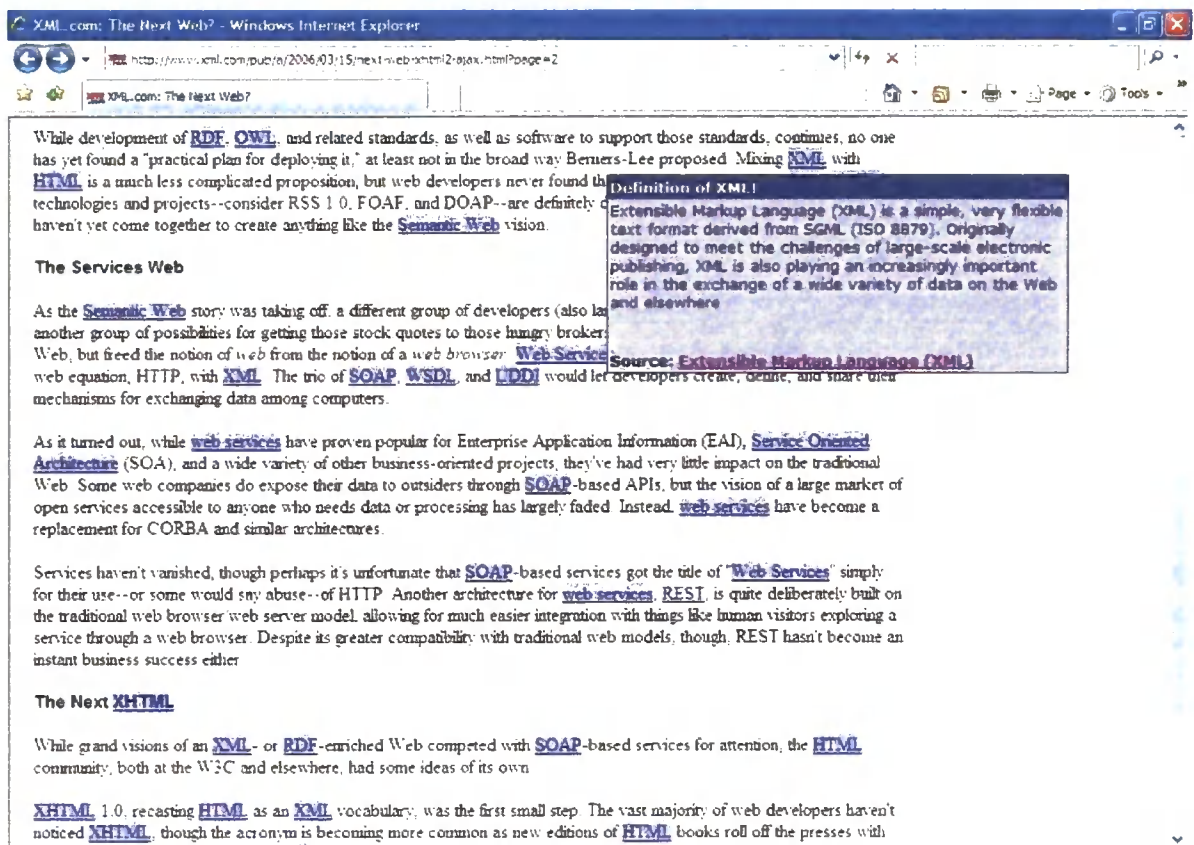 XML.com: The Next Web? - Windows Internet Explorer
http://www.xml.com/pub/a/2006/03/15/next-web-xhtml2-ajax.html?page=2
XML.com: The Next Web?
Page
Tools
While development of RDF, OWL, and related standards, as well as software to support those standards, continues, no one
has yet found a "practical plan for deploying it," at least not in the broad way Berners-Lee proposed. Mixing XML with
HTML is a much less complicated proposition, but web developers never found th
technologies and projects--consider RSS 1.0, FOAF, and DOAP--are definitely
haven't yet come together to create anything like the Semantic Web vision.
Definition of XML!
Extensible Markup Language (XML) is a simple, very flexible
text format derived from SGML (ISO 8879). Originally
designed to meet the challenges of large-scale electronic
publishing, XML is also playing an increasingly important
role in the exchange of a wide variety of data on the Web
and elsewhere
Source: Extensible Markup Language (XML)
The Services Web
As the Semantic Web story was taking off, a different group of developers (also la
another group of possibilities for getting those stock quotes to those hungry broker
Web, but freed the notion of web from the notion of a web browser. Web Service
web equation, HTTP, with XML. The trio of SOAP, WSDL, and UDDI would let developers create, define, and share their
mechanisms for exchanging data among computers.
As it turned out, while web services have proven popular for Enterprise Application Information (EAI), Service Oriented
Architecture (SOA), and a wide variety of other business-oriented projects, they've had very little impact on the traditional
Web. Some web companies do expose their data to outsiders through SOAP-based APIs, but the vision of a large market of
open services accessible to anyone who needs data or processing has largely faded. Instead, web services have become a
replacement for CORBA and similar architectures.
Services haven't vanished, though perhaps it's unfortunate that SOAP-based services got the title of "Web Services" simply
for their use--or some would say abuse--of HTTP. Another architecture for web services, REST, is quite deliberately built on
the traditional web browser/web server model, allowing for much easier integration with things like human visitors exploring a
service through a web browser. Despite its greater compatibility with traditional web models, though, REST hasn't become an
instant business success either
The Next XHTML
While grand visions of an XML- or RDF-enriched Web competed with SOAP-based services for attention, the HTML
community, both at the W3C and elsewhere, had some ideas of its own
XHTML 1.0, recasting HTML as an XML vocabulary, was the first small step. The vast majority of web developers haven't
noticed XHTML, though the acronym is becoming more common as new editions of HTML books roll off the presses with